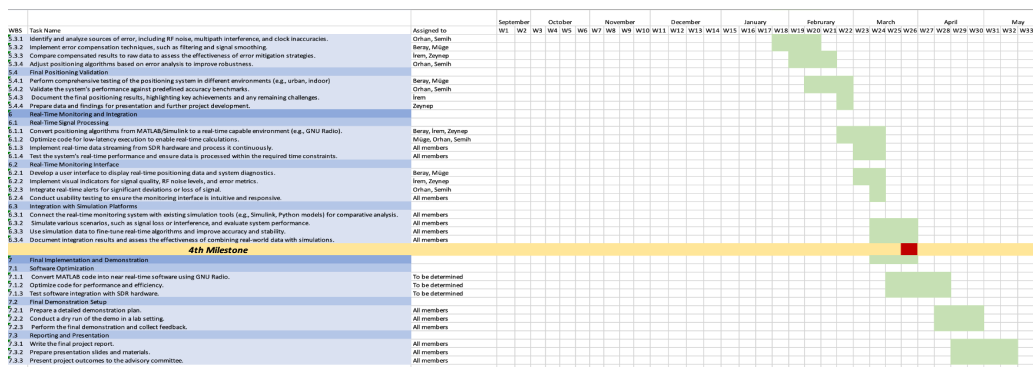 September October November December January Februrary March April May
WBS Task Name Assigned to W1 W2 W3 W4 W5 W6 W7 W8 W9 W10 W11 W12 W13 W14 W15 W16 W17 W18 W19 W20 W21 W22 W23 W24 W25 W26 W27 W28 W29 W30 W31 W32 W33
5.3.1 Identify and analyze sources of error, including RF noise, multipath interference, and clock inaccuracies. Orhan, Semih
5.3.2 Implement error compensation techniques, such as filtering and signal smoothing. Beray, Müge
5.3.3 Compare compensated results to raw data to assess the effectiveness of error mitigation strategies. İrem, Zeynep
5.3.4 Adjust positioning algorithms based on error analysis to improve robustness. Orhan, Semih
5.4 Final Positioning Validation
5.4.1 Perform comprehensive testing of the positioning system in different environments (e.g., urban, indoor) Beray, Müge
5.4.2 Validate the system's performance against predefined accuracy benchmarks. Orhan, Semih
5.4.3 Document the final positioning results, highlighting key achievements and any remaining challenges. İrem
5.4.4 Prepare data and findings for presentation and further project development. Zeynep
6 Real-Time Monitoring and Integration
6.1 Real-Time Signal Processing
6.1.1 Convert positioning algorithms from MATLAB/Simulink to a real-time capable environment (e.g., GNU Radio). Beray, İrem, Zeynep
6.1.2 Optimize code for low-latency execution to enable real-time calculations. Müge, Orhan, Semih
6.1.3 Implement real-time data streaming from SDR hardware and process it continuously. All members
6.1.4 Test the system's real-time performance and ensure data is processed within the required time constraints. All members
6.2 Real-Time Monitoring Interface
6.2.1 Develop a user interface to display real-time positioning data and system diagnostics. Beray, Müge
6.2.2 Implement visual indicators for signal quality, RF noise levels, and error metrics. İrem, Zeynep
6.2.3 Integrate real-time alerts for significant deviations or loss of signal. Orhan, Semih
6.2.4 Conduct usability testing to ensure the monitoring interface is intuitive and responsive. All members
6.3 Integration with Simulation Platforms
6.3.1 Connect the real-time monitoring system with existing simulation tools (e.g., Simulink, Python models) for comparative analysis. All members
6.3.2 Simulate various scenarios, such as signal loss or interference, and evaluate system performance. All members
6.3.3 Use simulation data to fine-tune real-time algorithms and improve accuracy and stability. All members
6.3.4 Document integration results and assess the effectiveness of combining real-world data with simulations. All members
4th Milestone
7 Final Implementation and Demonstration
7.1 Software Optimization
7.1.1 Convert MATLAB code into near real-time software using GNU Radio. To be determined
7.1.2 Optimize code for performance and efficiency. To be determined
7.1.3 Test software integration with SDR hardware. To be determined
7.2 Final Demonstration Setup
7.2.1 Prepare a detailed demonstration plan. All members
7.2.2 Conduct a dry run of the demo in a lab setting. All members
7.2.3 Perform the final demonstration and collect feedback. All members
7.3 Reporting and Presentation
7.3.1 Write the final project report. All members
7.3.2 Prepare presentation slides and materials. All members
7.3.3 Present project outcomes to the advisory committee. All members